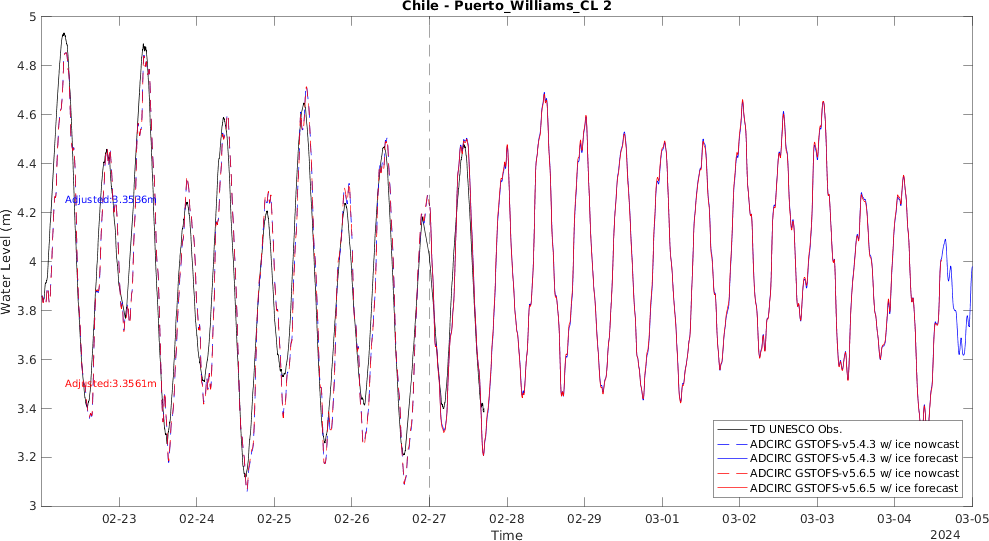 Chile - Puerto_Williams_CL 2
5
4.8
4.6
4.4
4.2
4
3.8
3.6
3.4
3.2
3
Water Level (m)
Adjusted:3.3536m
Adjusted:3.3561m
TD UNESCO Obs.
ADCIRC GSTOFS-v5.4.3 w/ ice nowcast
ADCIRC GSTOFS-v5.4.3 w/ ice forecast
ADCIRC GSTOFS-v5.6.5 w/ ice nowcast
ADCIRC GSTOFS-v5.6.5 w/ ice forecast
02-23 02-24 02-25 02-26 02-27 02-28 02-29 03-01 03-02 03-03 03-04 03-05
Time
2024